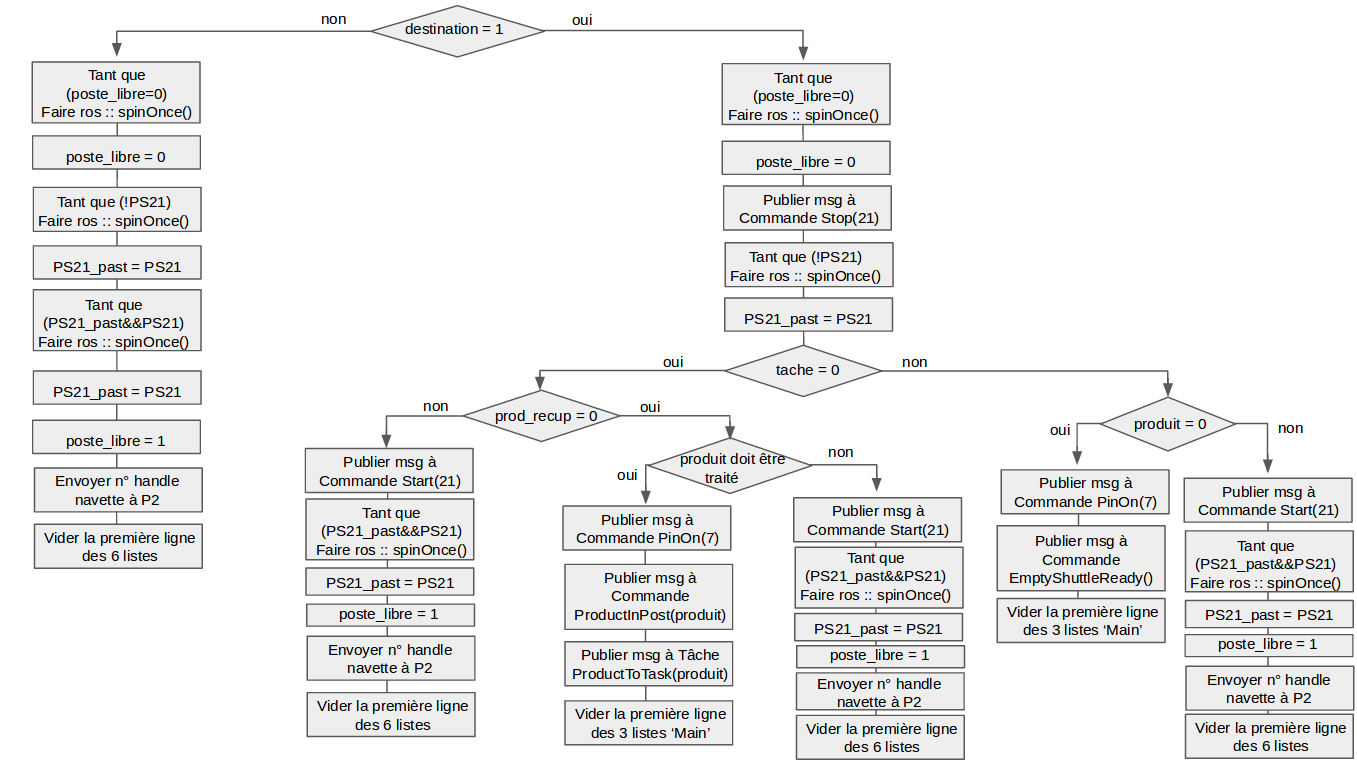 destination = 1
non
oui
Tant que
(poste_libre=0)
Faire ros :: spinOnce()
poste_libre = 0
Tant que (!PS21)
Faire ros :: spinOnce()
PS21_past = PS21
Tant que
(PS21_past&&PS21)
Faire ros :: spinOnce()
PS21_past = PS21
poste_libre = 1
Envoyer n° handle
navette à P2
Vider la première ligne
des 6 listes
Tant que
(poste_libre=0)
Faire ros :: spinOnce()
poste_libre = 0
Publier msg à
Commande Stop(21)
Tant que (!PS21)
Faire ros :: spinOnce()
PS21_past = PS21
tache = 0
oui
non
prod_recup = 0
non
oui
Publier msg à
Commande Start(21)
Tant que
(PS21_past&&PS21)
Faire ros :: spinOnce()
PS21_past = PS21
poste_libre = 1
Envoyer n° handle
navette à P2
Vider la première ligne
des 6 listes
produit doit être
traité
oui
non
Publier msg à
Commande PinOn(7)
Publier msg à
Commande
ProductInPost(produit)
Publier msg à Tâche
ProductToTask(produit)
Vider la première ligne
des 3 listes ‘Main’
Publier msg à
Commande Start(21)
Tant que
(PS21_past&&PS21)
Faire ros :: spinOnce()
PS21_past = PS21
poste_libre = 1
Envoyer n° handle
navette à P2
Vider la première ligne
des 6 listes
produit = 0
oui
non
Publier msg à
Commande PinOn(7)
Publier msg à
Commande
EmptyShuttleReady()
Vider la première ligne
des 3 listes ‘Main’
Publier msg à
Commande Start(21)
Tant que
(PS21_past&&PS21)
Faire ros :: spinOnce()
PS21_past = PS21
poste_libre = 1
Envoyer n° handle
navette à P2
Vider la première ligne
des 6 listes